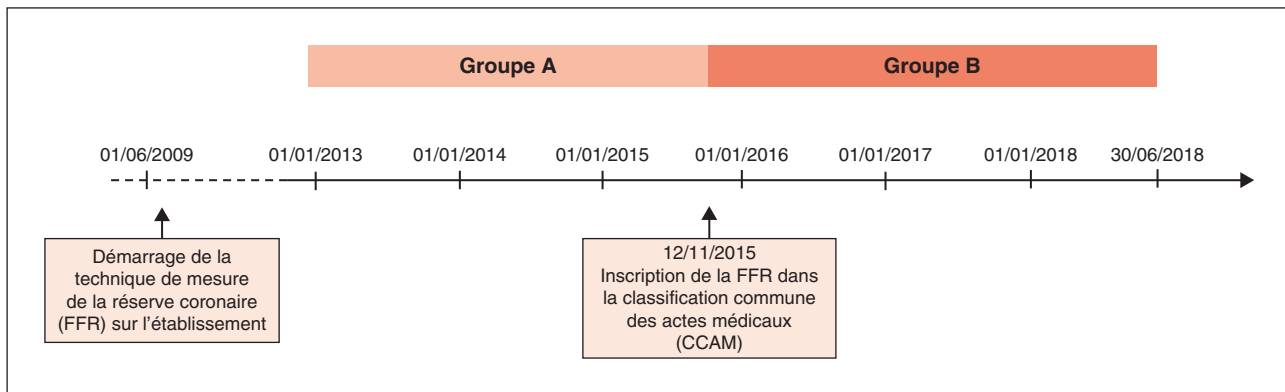 Groupe A Groupe B
01/06/2009 01/01/2013 01/01/2014 01/01/2015 01/01/2016 01/01/2017 01/01/2018 30/06/2018
Démarrage de la
technique de mesure
de la réserve coronaire
(FFR) sur l'établissement
12/11/2015
Inscription de la FFR dans
la classification commune
des actes médicaux
(CCAM)